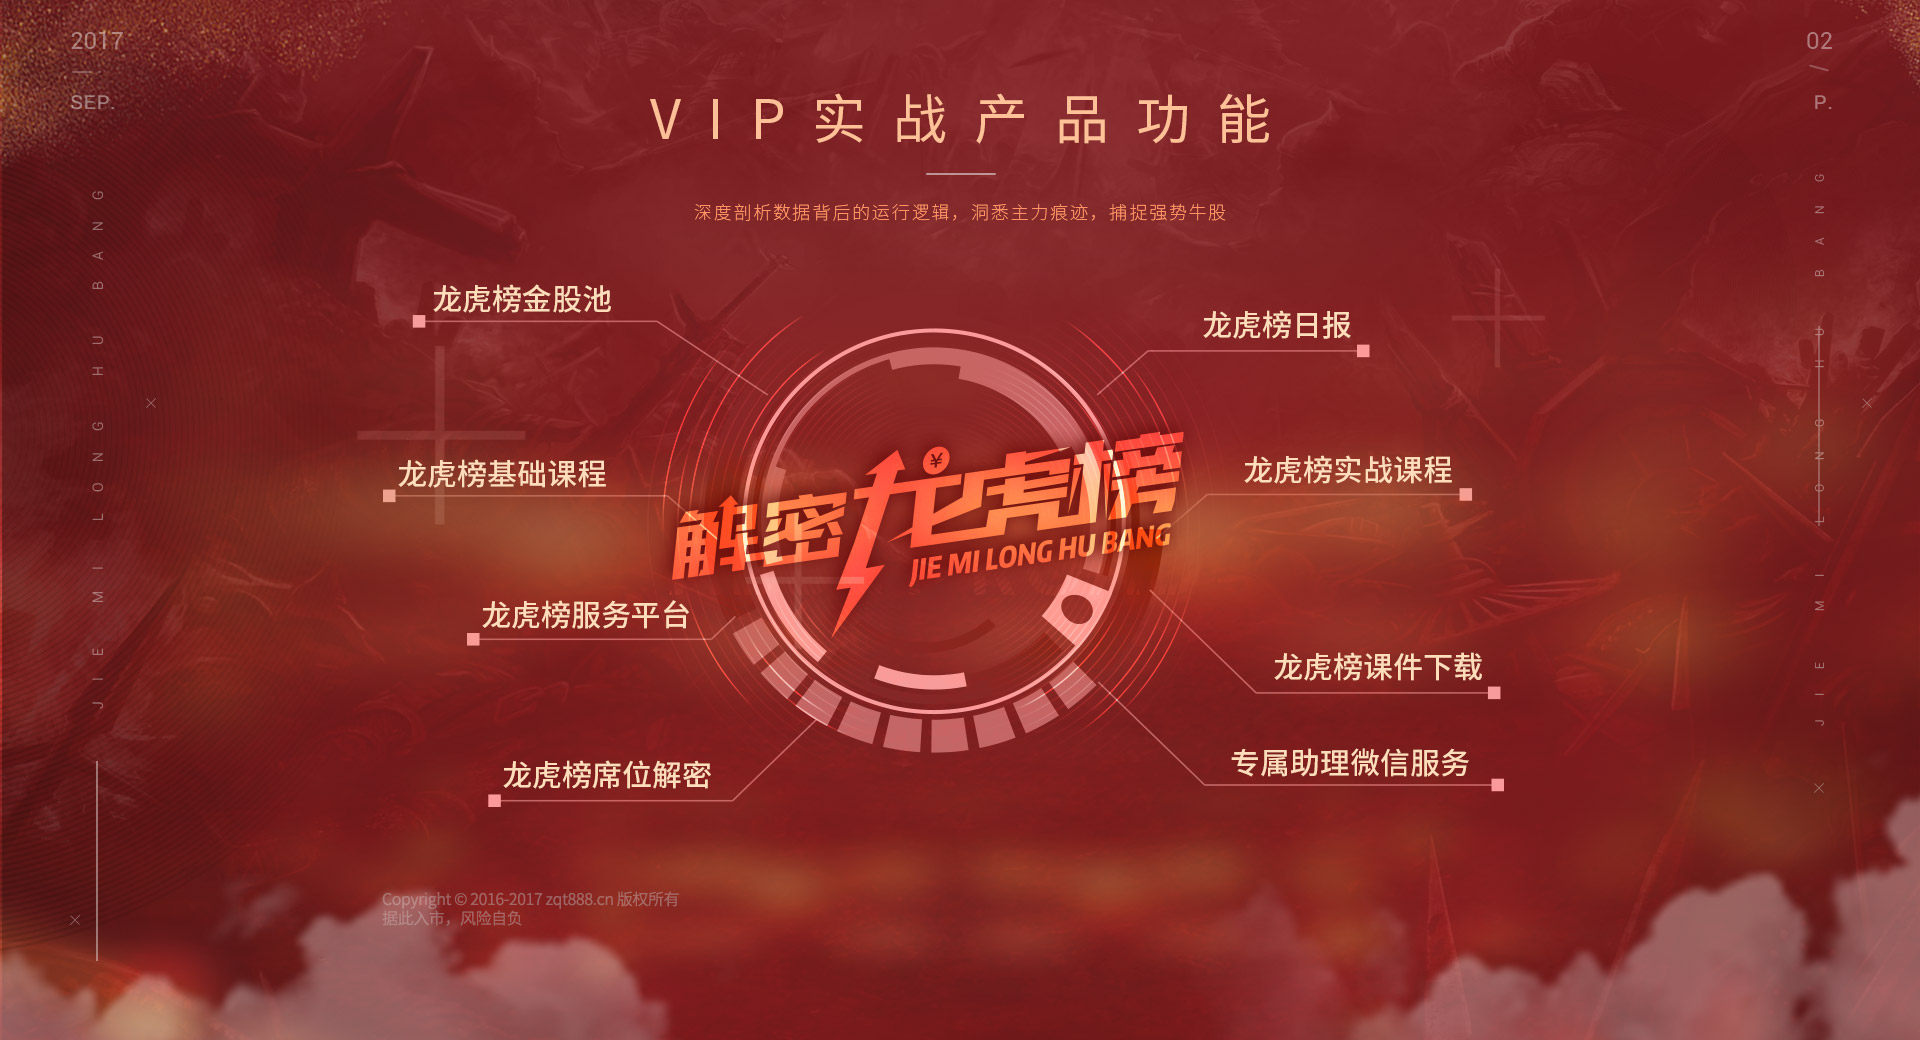 2017
SEP.
02
/
P.
VIP实战产品功能
深度剖析数据背后的运行逻辑，洞悉主力痕迹，捕捉强势牛股
龙虎榜金股池
龙虎榜日报
龙虎榜基础课程
龙虎榜实战课程
解密龙虎榜
¥
JIE MI LONG HU BANG
龙虎榜服务平台
龙虎榜课件下载
龙虎榜席位解密
专属助理微信服务
JIE MI LONG HU BANG
JIE MI LONG HU BANG
Copyright © 2016-2017 zqt888.cn 版权所有
据此入市，风险自负